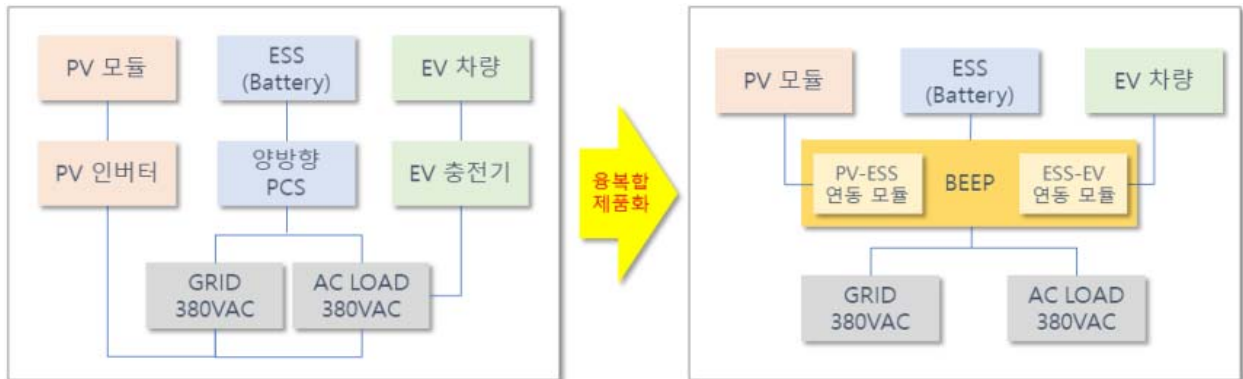 PV 모듈
ESS
(Battery)
EV 차량
PV 인버터
양방향
PCS
EV 충전기
GRID
380VAC
AC LOAD
380VAC
융복합
제품화
PV 모듈
ESS
(Battery)
EV 차량
PV-ESS
연동 모듈
BEEP
ESS-EV
연동 모듈
GRID
380VAC
AC LOAD
380VAC